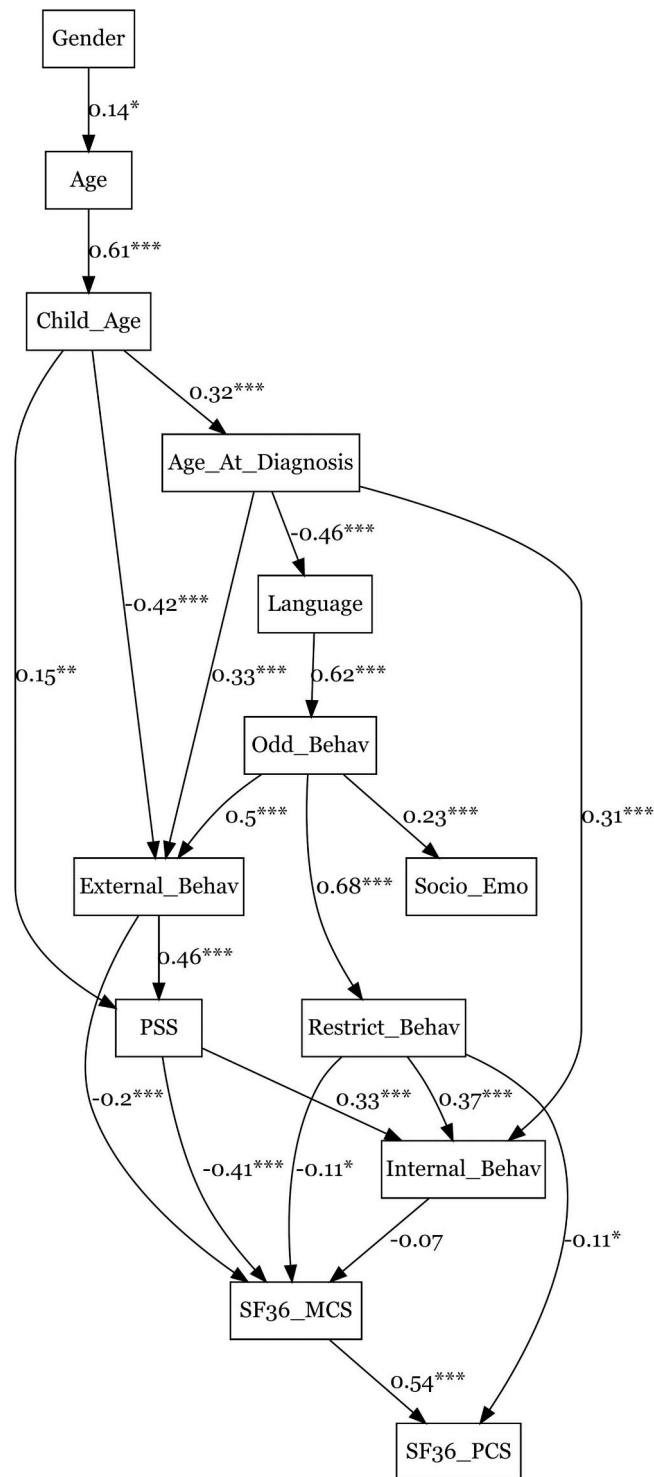 Gender
0.14*
Age
0.61***
Child_Age
0.32***
Age_At_Diagnosis
-0.46***
-0.42***
Language
0.15**
0.33***
0.62***
Odd_Behav
0.5***
0.23***
0.31***
External_Behav
0.68***
Socio_Emo
0.46***
PSS
Restrict_Behav
-0.2***
0.33***
0.37***
Internal_Behav
-0.41***
-0.11*
-0.07
-0.11*
SF36_MCS
0.54***
SF36_PCS